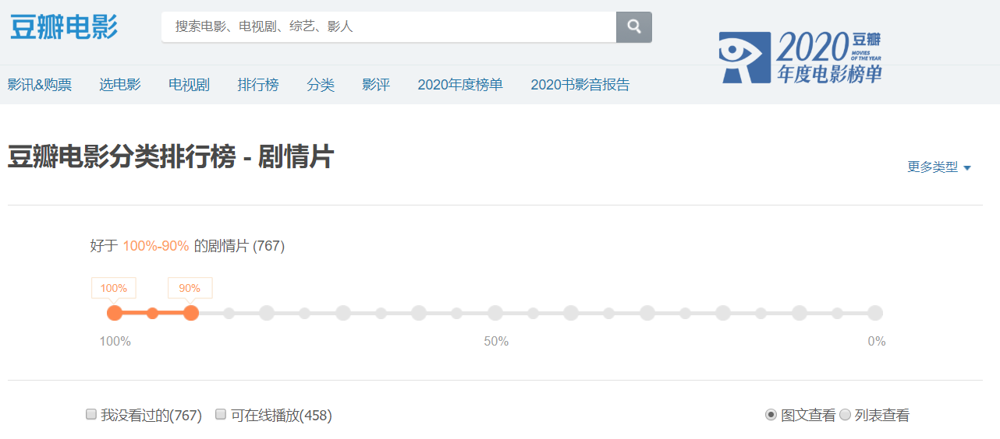 豆瓣电影
搜索电影、电视剧、综艺、影人
2020 豆瓣
MOVIES
OF THE YEAR
年度电影榜单
影讯&购票 选电影 电视剧 排行榜 分类 影评 2020年度榜单 2020书影音报告
豆瓣电影分类排行榜 - 剧情片
更多类型
好于 100%-90% 的剧情片 (767)
100% 90%
100% 50% 0%
我没看过的(767) 可在线播放(458) 图文查看 列表查看